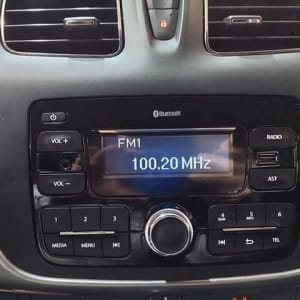 Bluetooth
VOL +
FM1
RADIO
100.20 MHz
VOL –
AST
1 2 3
4 5 6
MEDIA MENU
TEL